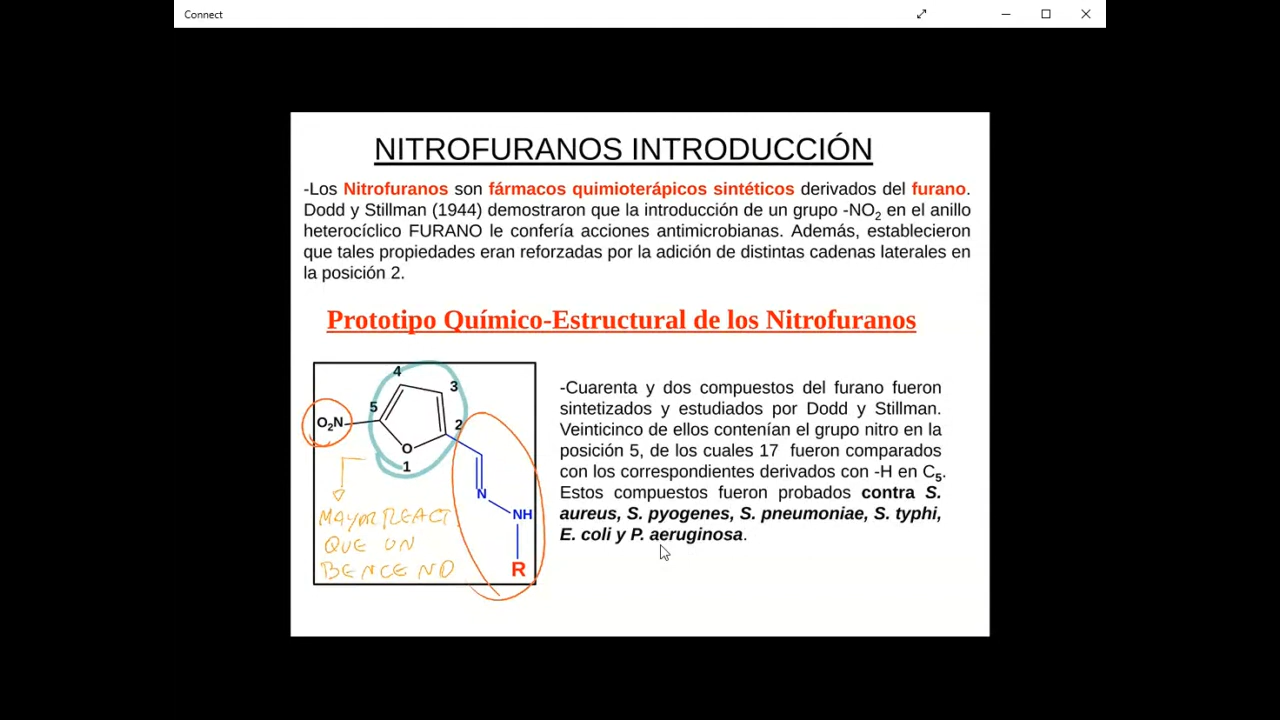 Connect
NITROFURANOS INTRODUCCIÓN
-Los Nitrofuranos son fármacos quimioterápicos sintéticos derivados del furano.
Dodd y Stillman (1944) demostraron que la introducción de un grupo -NO2 en el anillo
heterocíclico FURANO le confería acciones antimicrobianas. Además, establecieron
que tales propiedades eran reforzadas por la adición de distintas cadenas laterales en
la posición 2.
Prototipo Químico-Estructural de los Nitrofuranos
4
3
5
O2N
2
O
1
N
NH
R
MAYOR REACT.
QUE UN
BENCENO
-Cuarenta y dos compuestos del furano fueron
sintetizados y estudiados por Dodd y Stillman.
Veinticinco de ellos contenían el grupo nitro en la
posición 5, de los cuales 17 fueron comparados
con los correspondientes derivados con -H en C5.
Estos compuestos fueron probados contra S.
aureus, S. pyogenes, S. pneumoniae, S. typhi,
E. coli y P. aeruginosa.